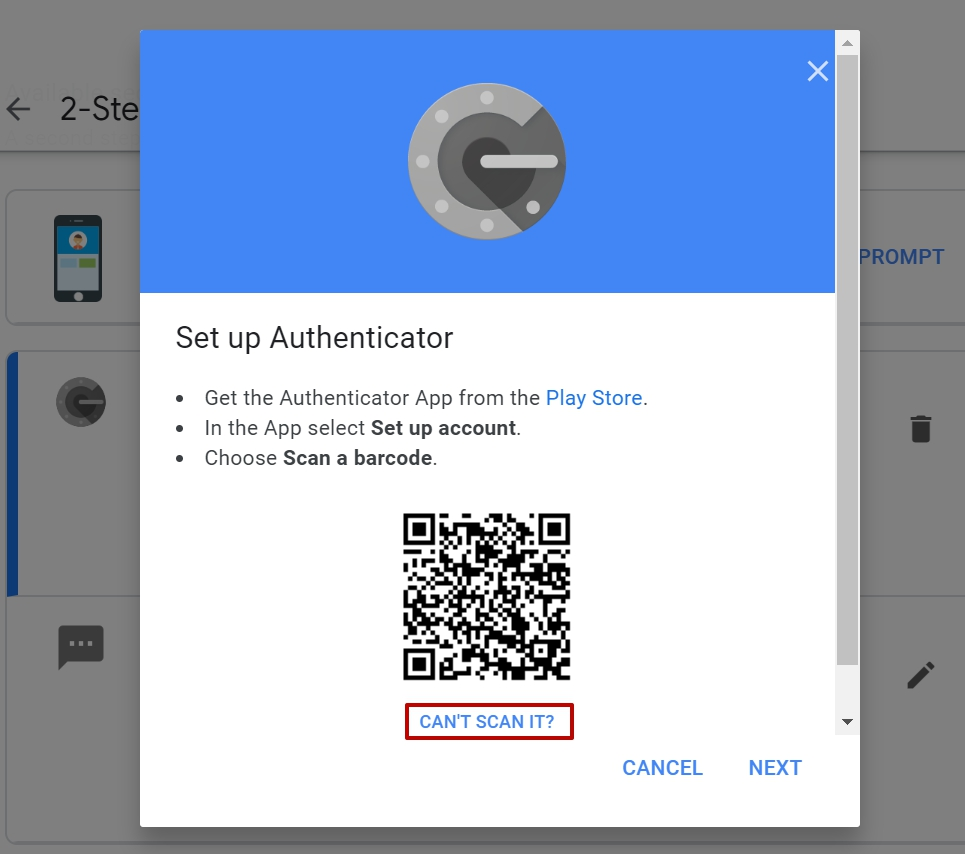 2-Ste
PROMPT
Set up Authenticator
Get the Authenticator App from the Play Store.
In the App select Set up account.
Choose Scan a barcode.
CAN'T SCAN IT?
CANCEL
NEXT